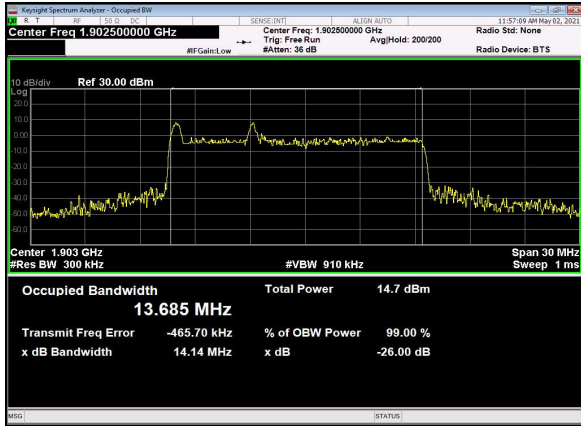 Keysight Spectrum Analyzer - Occupied BW
LXI R T RF 50 Ω DC SENSE:INT ALIGN AUTO 11:57:09 AM May 02, 2021
Center Freq 1.902500000 GHz Center Freq: 1.902500000 GHz Radio Std: None
Trig: Free Run Avg|Hold: 200/200
#IFGain:Low #Atten: 36 dB Radio Device: BTS
10 dB/div Ref 30.00 dBm
Log
20.0
10.0
0.00
-10.0
-20.0
-30.0
-40.0
-50.0
-60.0
Center 1.903 GHz Span 30 MHz
#Res BW 300 kHz #VBW 910 kHz Sweep 1 ms
Occupied Bandwidth Total Power 14.7 dBm
13.685 MHz
Transmit Freq Error -465.70 kHz % of OBW Power 99.00 %
x dB Bandwidth 14.14 MHz x dB -26.00 dB
MSG STATUS